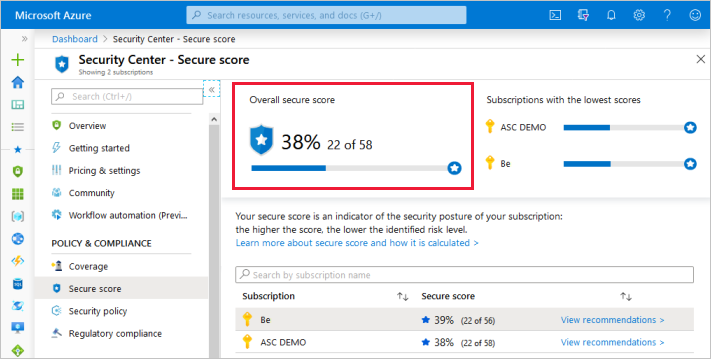 Microsoft Azure
Search resources, services, and docs (G+/)
Dashboard > Security Center - Secure score
Security Center - Secure score
Showing 2 subscriptions
Search (Ctrl+/)
Overview
Getting started
Pricing & settings
Community
Workflow automation (Previ...
POLICY & COMPLIANCE
Coverage
Secure score
Security policy
Regulatory compliance
Overall secure score
38% 22 of 58
Subscriptions with the lowest scores
ASC DEMO
Be
Your secure score is an indicator of the security posture of your subscription:
the higher the score, the lower the identified risk level.
Learn more about secure score and how it is calculated >
Search by subscription name
Subscription Secure score
Be 39% (22 of 56) View recommendations >
ASC DEMO 38% (22 of 58) View recommendations >